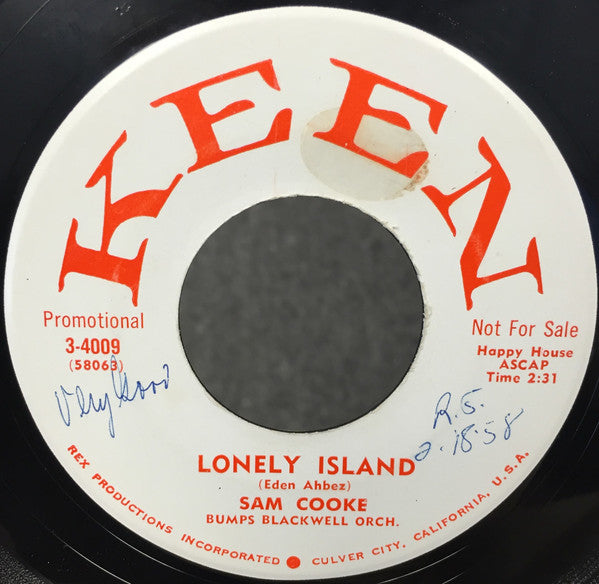 KEEN
Promotional
3-4009
(58063)
Not For Sale
Happy House
ASCAP
Time 2:31
Very Good
R.S.
2-18-58
LONELY ISLAND
(Eden Ahbez)
SAM COOKE
BUMPS BLACKWELL ORCH.
REX PRODUCTIONS INCORPORATED ● CULVER CITY, CALIFORNIA, U.S.A.